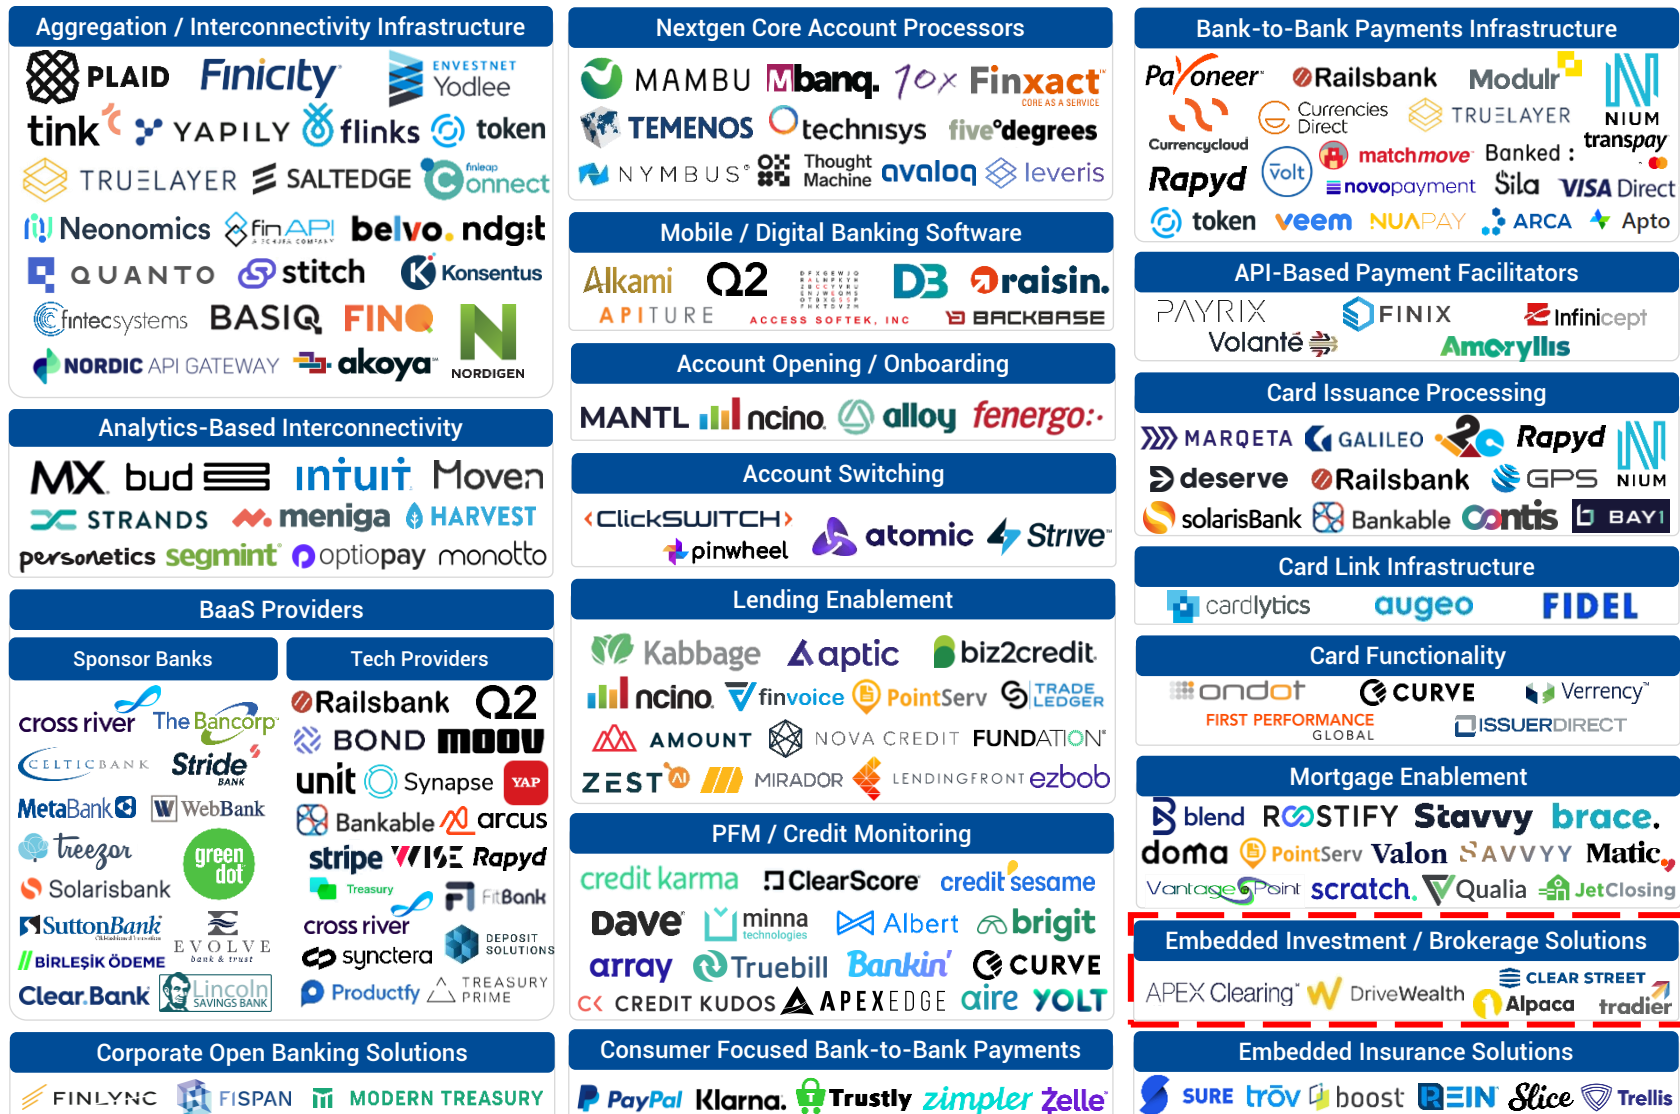 Aggregation / Interconnectivity Infrastructure
PLAID Finicity ENVESTNET Yodlee
tink YAPILY flinks token
TRUELAYER SALTEDGE finleap Connect
Neonomics finAPI belvo. ndgit
QUANTO stitch Konsentus
fintecsystems BASIQ FINQ
NORDIC API GATEWAY akoya NORDIGEN
Analytics-Based Interconnectivity
MX bud INTUIT Moven
STRANDS meniga HARVEST
personetics segmint optiopay monotto
BaaS Providers
Sponsor Banks
cross river The Bancorp
CELTICBANK Stride BANK
MetaBank W WebBank
treezor green dot
Solarisbank
SuttonBank EVOLVE bank & trust
BİRLEŞİK ÖDEME
Clear.Bank Lincoln SAVINGS BANK
Tech Providers
Railsbank Q2
BOND MOOV
unit Synapse YAP
Bankable arcus
stripe WISE Rapyd
Treasury FitBank
cross river
synctera DEPOSIT SOLUTIONS
Productfy TREASURY PRIME
Corporate Open Banking Solutions
FINLYNC FISPAN MODERN TREASURY
Nextgen Core Account Processors
MAMBU Mbanq. 10x Finxact CORE AS A SERVICE
TEMENOS technisys five°degrees
NYMBUS Thought Machine avaloq leveris
Mobile / Digital Banking Software
Alkami Q2 D3 raisin.
APITURE ACCESS SOFTEK, INC BACKBASE
Account Opening / Onboarding
MANTL ncino. alloy fenergo
Account Switching
ClickSWITCH atomic Strive
pinwheel
Lending Enablement
Kabbage aptic biz2credit
ncino. finvoice PointServ TRADE LEDGER
AMOUNT NOVA CREDIT FUNDATION
ZEST AI MIRADOR LENDINGFRONT ezbob
PFM / Credit Monitoring
credit karma ClearScore credit sesame
DAVE minna technologies Albert brigit
array Truebill Bankin' CURVE
CK CREDIT KUDOS APEXEDGE aire YOLT
Consumer Focused Bank-to-Bank Payments
PayPal Klarna. Trustly zimpler Zelle
Bank-to-Bank Payments Infrastructure
Payoneer Railsbank Modulr NIUM
Currencycloud Currencies Direct TRUELAYER transpay
Rapyd volt matchmove Banked :
novopayment Sila VISA Direct
token veem NUAPAY ARCA Apto
API-Based Payment Facilitators
PAYRIX FINIX Infinicept
Volanté Amaryllis
Card Issuance Processing
MARQETA GALILEO Rapyd NIUM
deserve Railsbank GPS
solarisBank Bankable contis BAY1
Card Link Infrastructure
cardlytics augeo FIDEL
Card Functionality
ondot CURVE Verrency
FIRST PERFORMANCE GLOBAL ISSUERDIRECT
Mortgage Enablement
blend ROOSTIFY Stavvy brace.
doma PointServ Valon SAVVYY Matic
VantagePoint scratch. Qualia JetClosing
Embedded Investment / Brokerage Solutions
APEX Clearing DriveWealth CLEAR STREET
Alpaca tradier
Embedded Insurance Solutions
SURE trōv boost REIN Slice Trellis